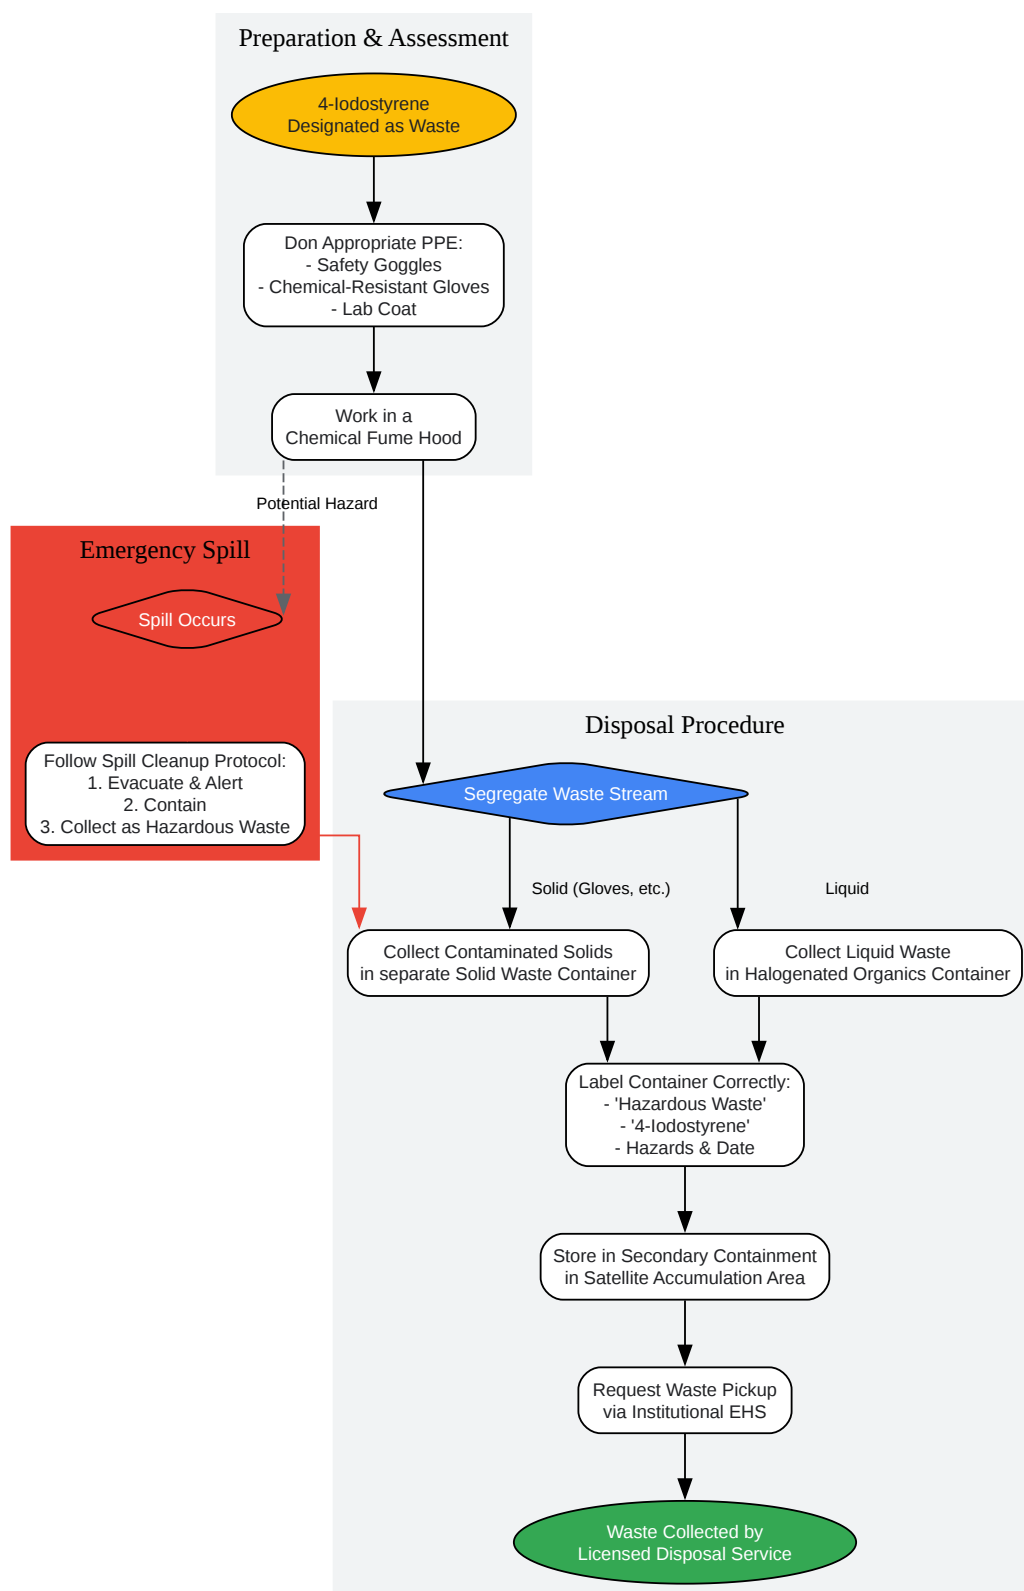 Preparation & Assessment
4-Iodostyrene
Designated as Waste
Don Appropriate PPE:
- Safety Goggles
- Chemical-Resistant Gloves
- Lab Coat
Work in a
Chemical Fume Hood
Potential Hazard
Emergency Spill
Spill Occurs
Follow Spill Cleanup Protocol:
1. Evacuate & Alert
2. Contain
3. Collect as Hazardous Waste
Disposal Procedure
Segregate Waste Stream
Solid (Gloves, etc.)
Liquid
Collect Contaminated Solids
in separate Solid Waste Container
Collect Liquid Waste
in Halogenated Organics Container
Label Container Correctly:
- 'Hazardous Waste'
- '4-Iodostyrene'
- Hazards & Date
Store in Secondary Containment
in Satellite Accumulation Area
Request Waste Pickup
via Institutional EHS
Waste Collected by
Licensed Disposal Service